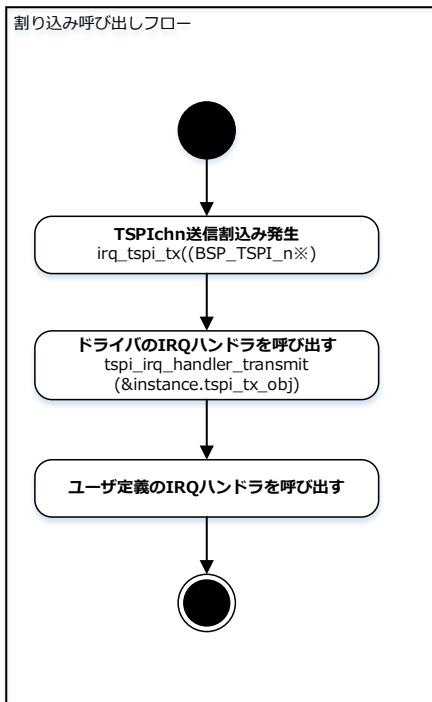 割り込み呼び出しフロー
TSPIchn送信割込み発生
irq_tspi_tx((BSP_TSPI_n※)
ドライバのIRQハンドラを呼び出す
tspi_irq_handler_transmit
(&instance.tspi_tx_obj)
ユーザ定義のIRQハンドラを呼び出す